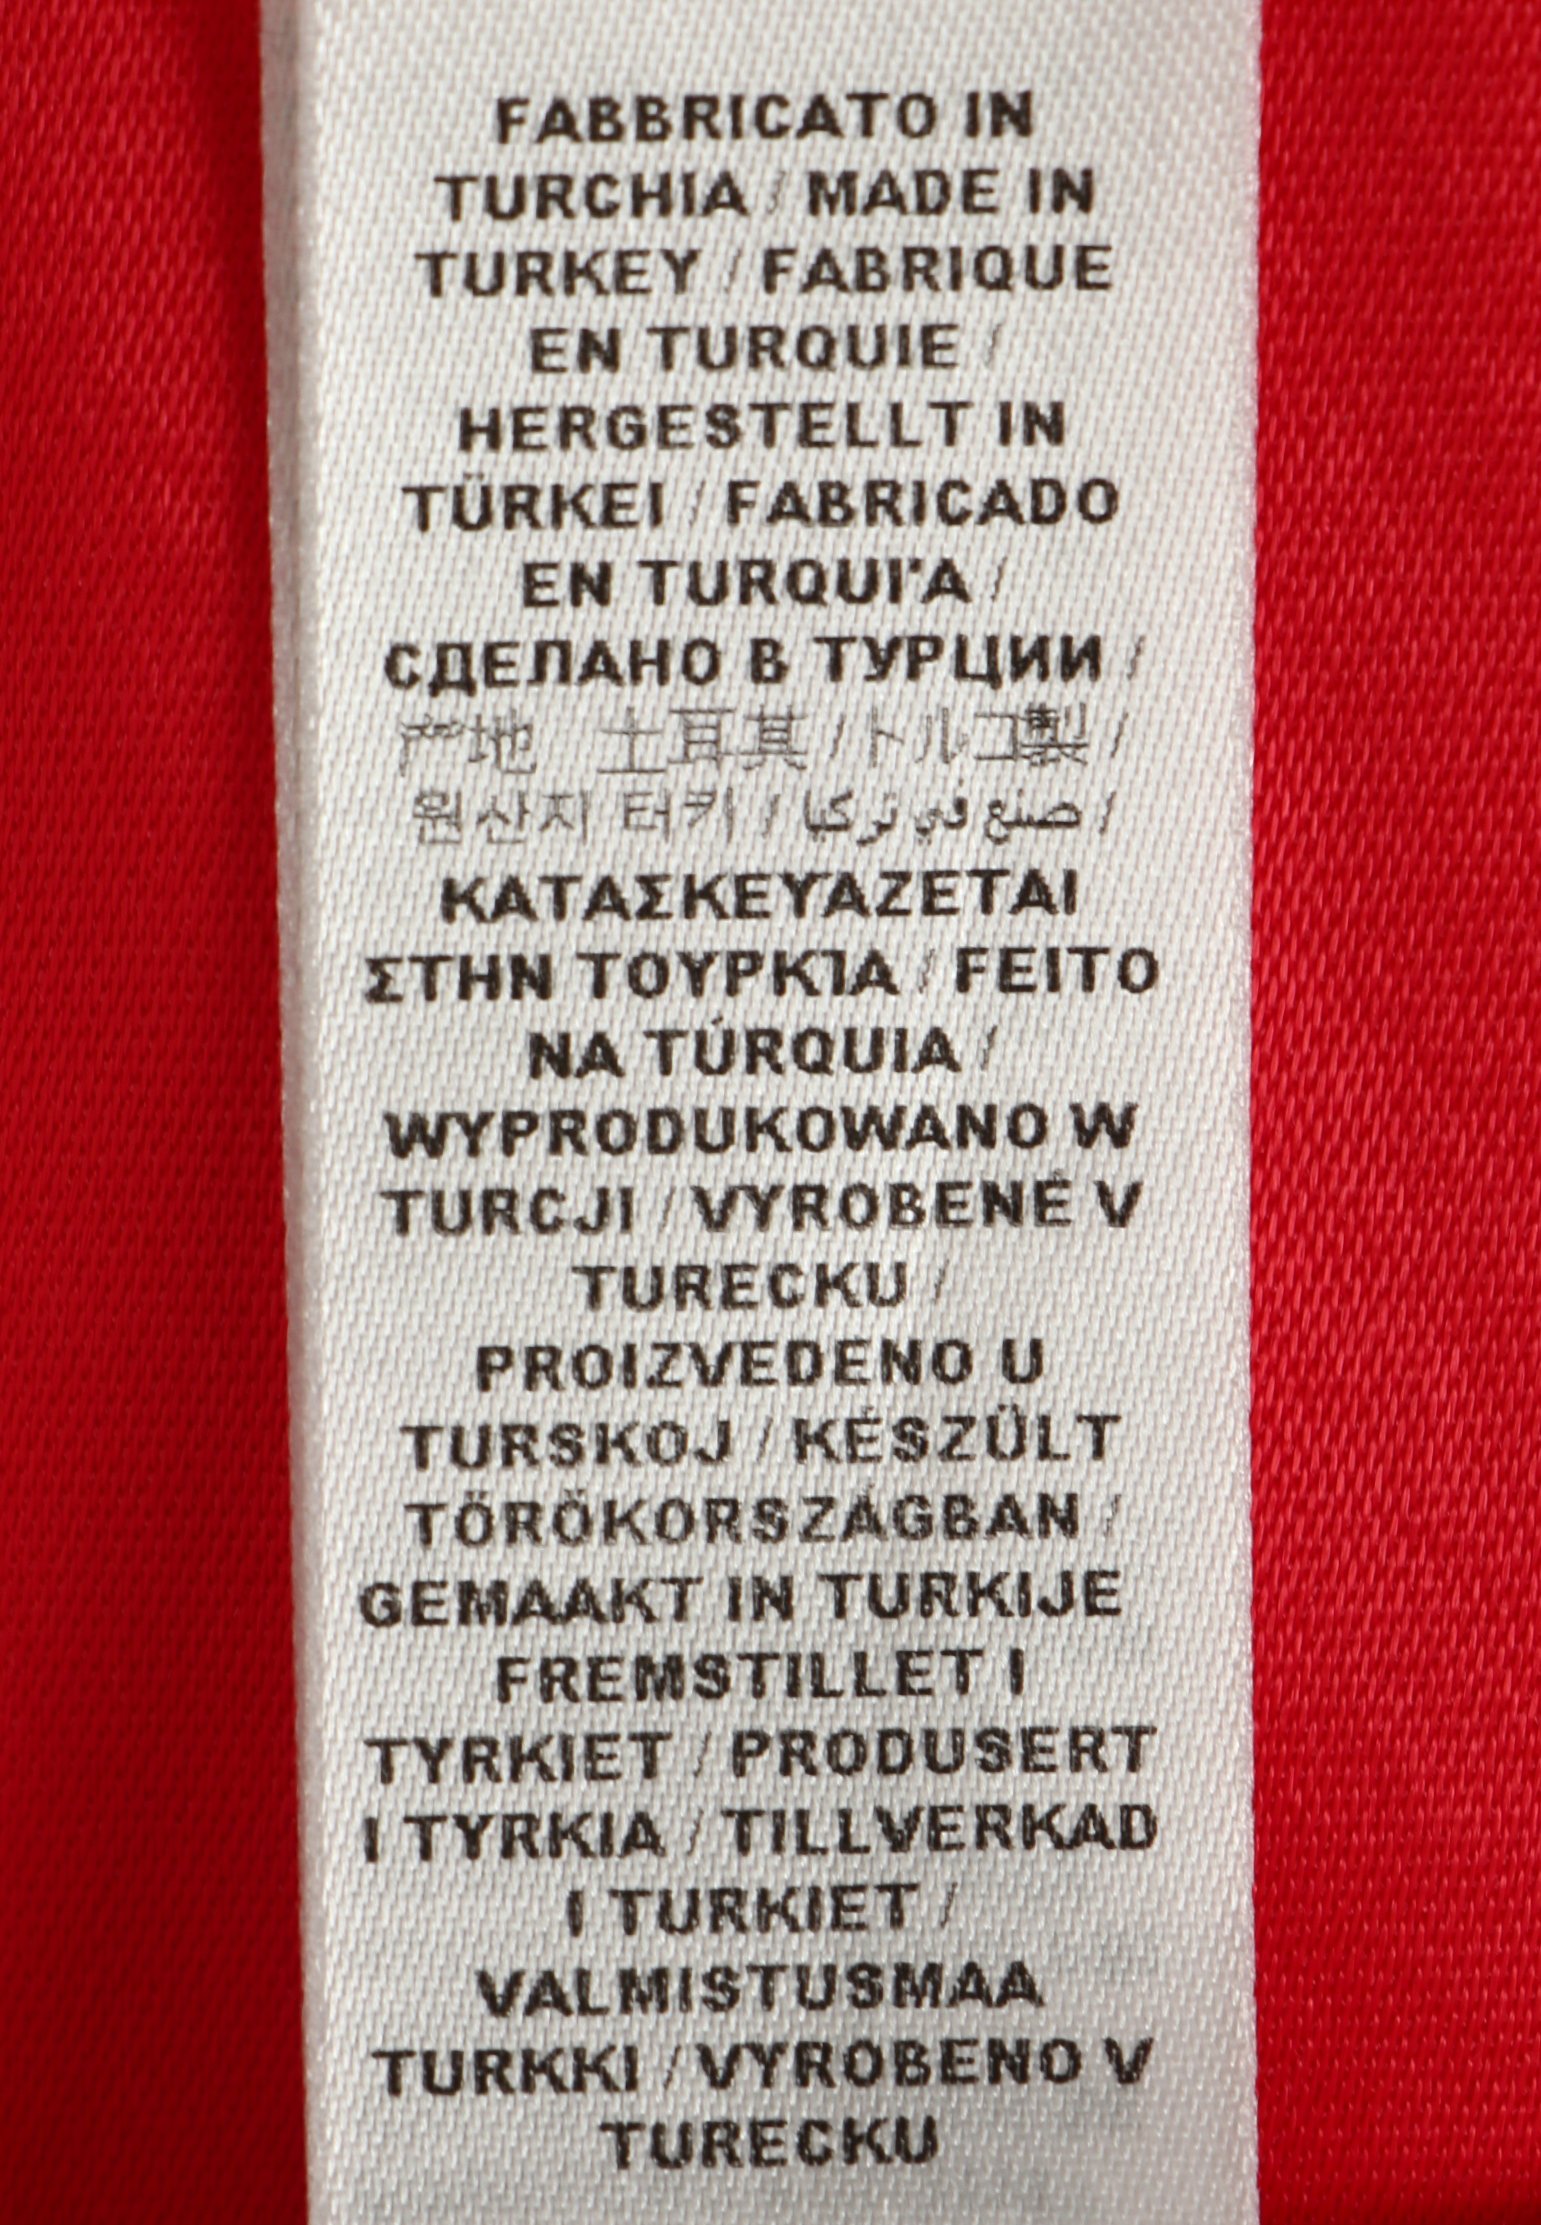 FABBRICATO IN
TURCHIA / MADE IN
TURKEY / FABRIQUE
EN TURQUIE /
HERGESTELLT IN
TÜRKEI / FABRICADO
EN TURQUI'A /
СДЕЛАНО В ТУРЦИИ /
产地 土耳其 / トルコ製 /
원산지 터키 / صنع في تركيا /
ΚΑΤΑΣΚΕΥΑΖΕΤΑΙ
ΣΤΗΝ ΤΟΥΡΚΊΑ / FEITO
NA TÚRQUIA /
WYPRODUKOWANO W
TURCJI / VYROBENÉ V
TURECKU /
PROIZVEDENO U
TURSKOJ / KÉSZÜLT
TÖRÖKORSZÁGBAN /
GEMAAKT IN TURKIJE
FREMSTILLET I
TYRKIET / PRODUSERT
I TYRKIA / TILLVERKAD
I TURKIET /
VALMISTUSMAA
TURKKI / VYROBENO V
TURECKU